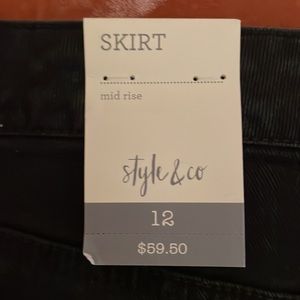 SKIRT
mid rise
style & co
12
$59.50